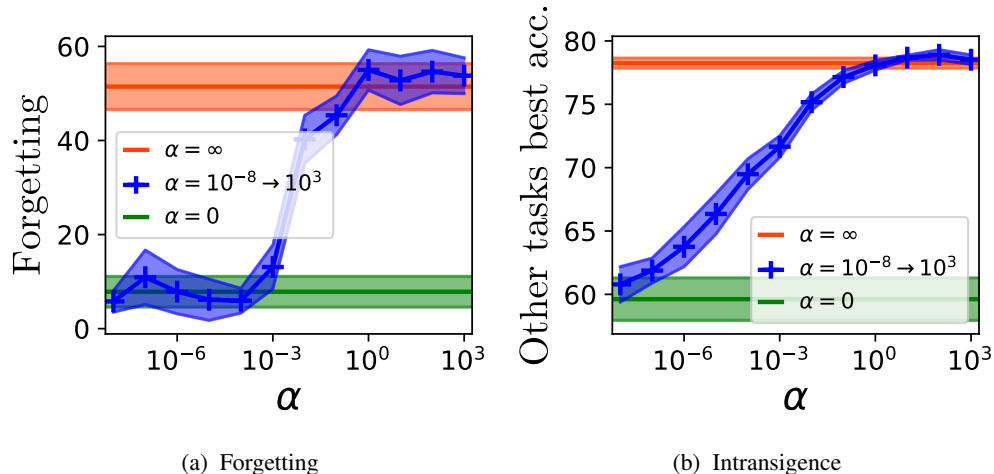 60
40
20
0
Forgetting
α = ∞
α = 10⁻⁸ → 10³
α = 0
10⁻⁶ 10⁻³ 10⁰ 10³
α
(a) Forgetting
80
75
70
65
60
Other tasks best acc.
α = ∞
α = 10⁻⁸ → 10³
α = 0
10⁻⁶ 10⁻³ 10⁰ 10³
α
(b) Intransigence